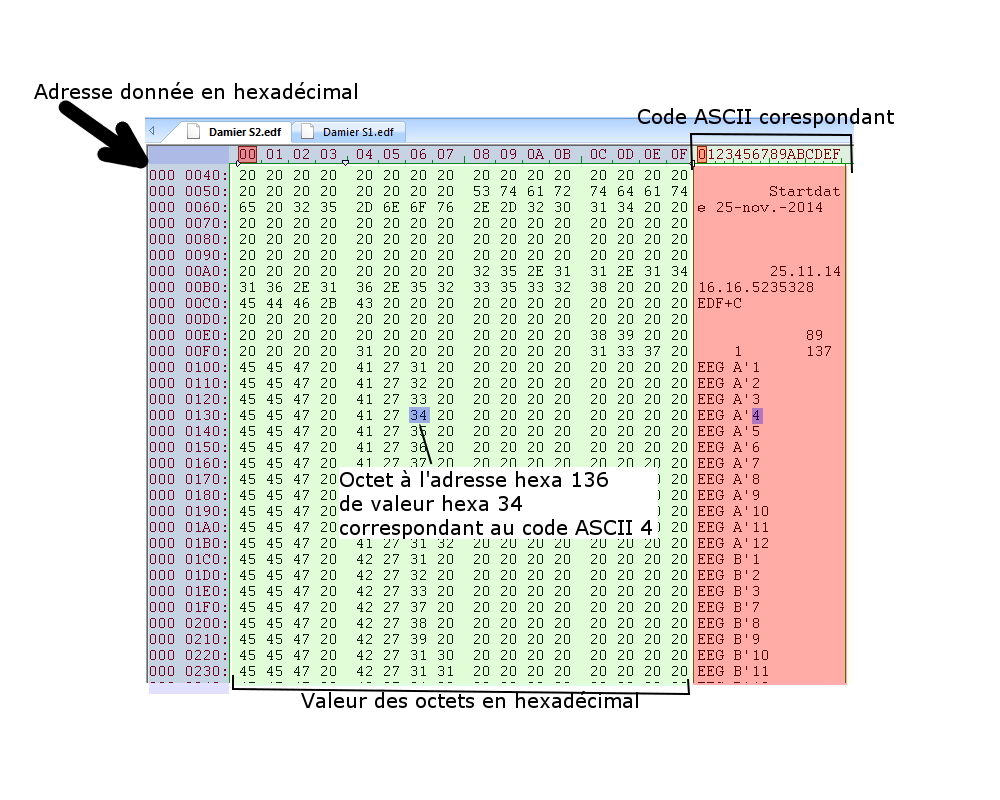 Adresse donnée en hexadécimal
Code ASCII corespondant
Damier S2.edf Damier S1.edf
00 01 02 03 04 05 06 07 08 09 0A 0B 0C 0D 0E 0F 0123456789ABCDEF
000 0040: 20 20 20 20 20 20 20 20 20 20 20 20 20 20 20 20
000 0050: 20 20 20 20 20 20 20 20 53 74 61 72 74 64 61 74 Startdat
000 0060: 65 20 32 35 2D 6E 6F 76 2E 2D 32 30 31 34 20 20 e 25-nov.-2014
000 0070: 20 20 20 20 20 20 20 20 20 20 20 20 20 20 20 20
000 0080: 20 20 20 20 20 20 20 20 20 20 20 20 20 20 20 20
000 0090: 20 20 20 20 20 20 20 20 20 20 20 20 20 20 20 20
000 00A0: 20 20 20 20 20 20 20 20 32 35 2E 31 31 2E 31 34 25.11.14
000 00B0: 31 36 2E 31 36 2E 35 32 33 35 33 32 38 20 20 20 16.16.5235328
000 00C0: 45 44 46 2B 43 20 20 20 20 20 20 20 20 20 20 20 EDF+C
000 00D0: 20 20 20 20 20 20 20 20 20 20 20 20 20 20 20 20
000 00E0: 20 20 20 20 20 20 20 20 20 20 20 20 38 39 20 20 89
000 00F0: 20 20 20 20 31 20 20 20 20 20 20 20 31 33 37 20 1 137
000 0100: 45 45 47 20 41 27 31 20 20 20 20 20 20 20 20 20 EEG A'1
000 0110: 45 45 47 20 41 27 32 20 20 20 20 20 20 20 20 20 EEG A'2
000 0120: 45 45 47 20 41 27 33 20 20 20 20 20 20 20 20 20 EEG A'3
000 0130: 45 45 47 20 41 27 34 20 20 20 20 20 20 20 20 20 EEG A'4
000 0140: 45 45 47 20 41 27 35 20 20 20 20 20 20 20 20 20 EEG A'5
000 0150: 45 45 47 20 41 27 36 20 20 20 20 20 20 20 20 20 EEG A'6
000 0160: 45 45 47 20 41 27 37 20 20 20 20 20 20 20 20 20 EEG A'7
000 0170: 45 45 47 20 20 EEG A'8
000 0180: 45 45 47 20 20 EEG A'9
000 0190: 45 45 47 20 20 EEG A'10
000 01A0: 45 45 47 20 20 EEG A'11
Octet à l'adresse hexa 136
de valeur hexa 34
correspondant au code ASCII 4
000 01B0: 45 45 47 20 41 27 31 32 20 20 20 20 20 20 20 20 EEG A'12
000 01C0: 45 45 47 20 42 27 31 20 20 20 20 20 20 20 20 20 EEG B'1
000 01D0: 45 45 47 20 42 27 32 20 20 20 20 20 20 20 20 20 EEG B'2
000 01E0: 45 45 47 20 42 27 33 20 20 20 20 20 20 20 20 20 EEG B'3
000 01F0: 45 45 47 20 42 27 37 20 20 20 20 20 20 20 20 20 EEG B'7
000 0200: 45 45 47 20 42 27 38 20 20 20 20 20 20 20 20 20 EEG B'8
000 0210: 45 45 47 20 42 27 39 20 20 20 20 20 20 20 20 20 EEG B'9
000 0220: 45 45 47 20 42 27 31 30 20 20 20 20 20 20 20 20 EEG B'10
000 0230: 45 45 47 20 42 27 31 31 20 20 20 20 20 20 20 20 EEG B'11
Valeur des octets en hexadécimal